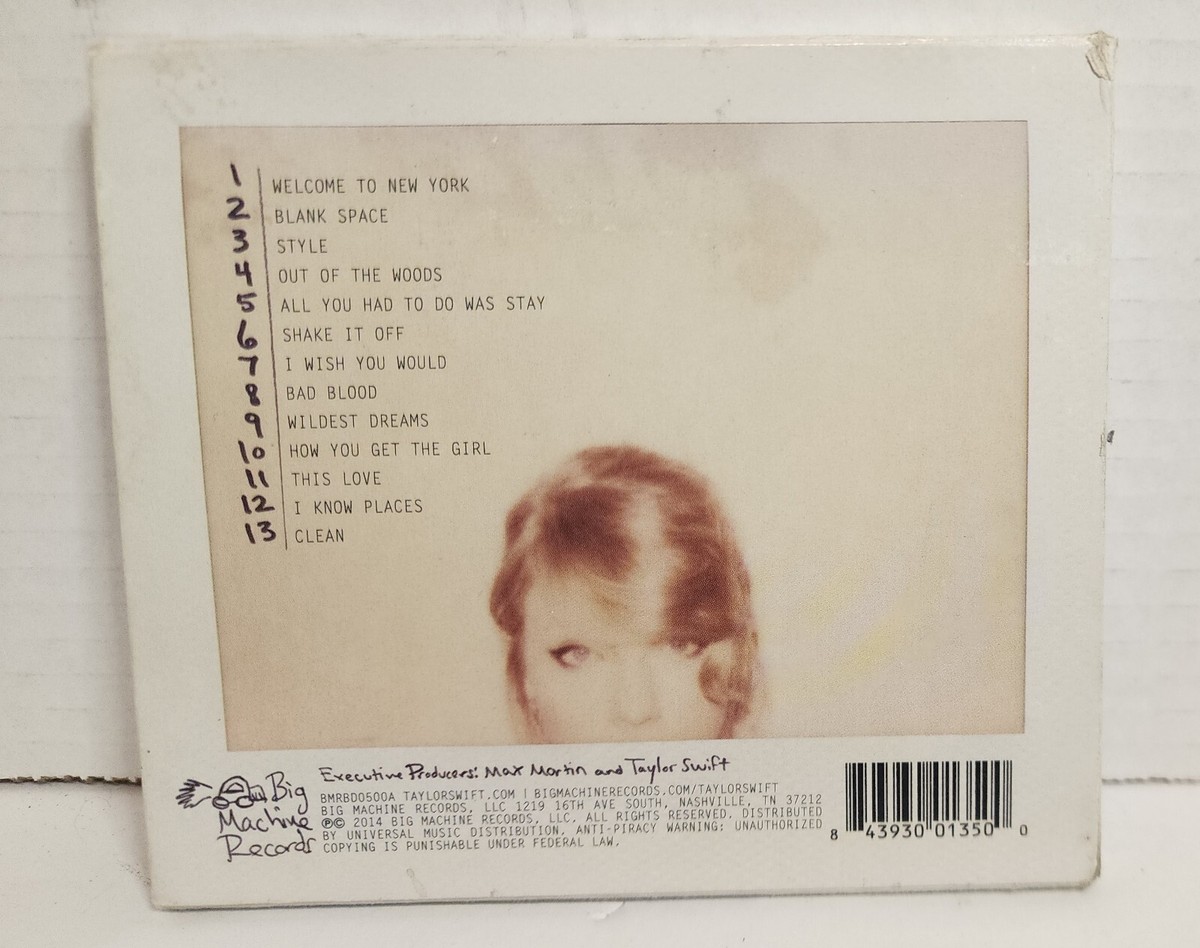 1 WELCOME TO NEW YORK
2 BLANK SPACE
3 STYLE
4 OUT OF THE WOODS
5 ALL YOU HAD TO DO WAS STAY
6 SHAKE IT OFF
7 I WISH YOU WOULD
8 BAD BLOOD
9 WILDEST DREAMS
10 HOW YOU GET THE GIRL
11 THIS LOVE
12 I KNOW PLACES
13 CLEAN
Big
Machine
Records
Executive Producers: Max Martin and Taylor Swift
BMRBD0500A TAYLORSWIFT.COM | BIGMACHINERECORDS.COM/TAYLORSWIFT
BIG MACHINE RECORDS, LLC 1219 16TH AVE SOUTH, NASHVILLE, TN 37212
℗© 2014 BIG MACHINE RECORDS, LLC. ALL RIGHTS RESERVED. DISTRIBUTED
BY UNIVERSAL MUSIC DISTRIBUTION. ANTI-PIRACY WARNING: UNAUTHORIZED
COPYING IS PUNISHABLE UNDER FEDERAL LAW.
8 43930 01350 0